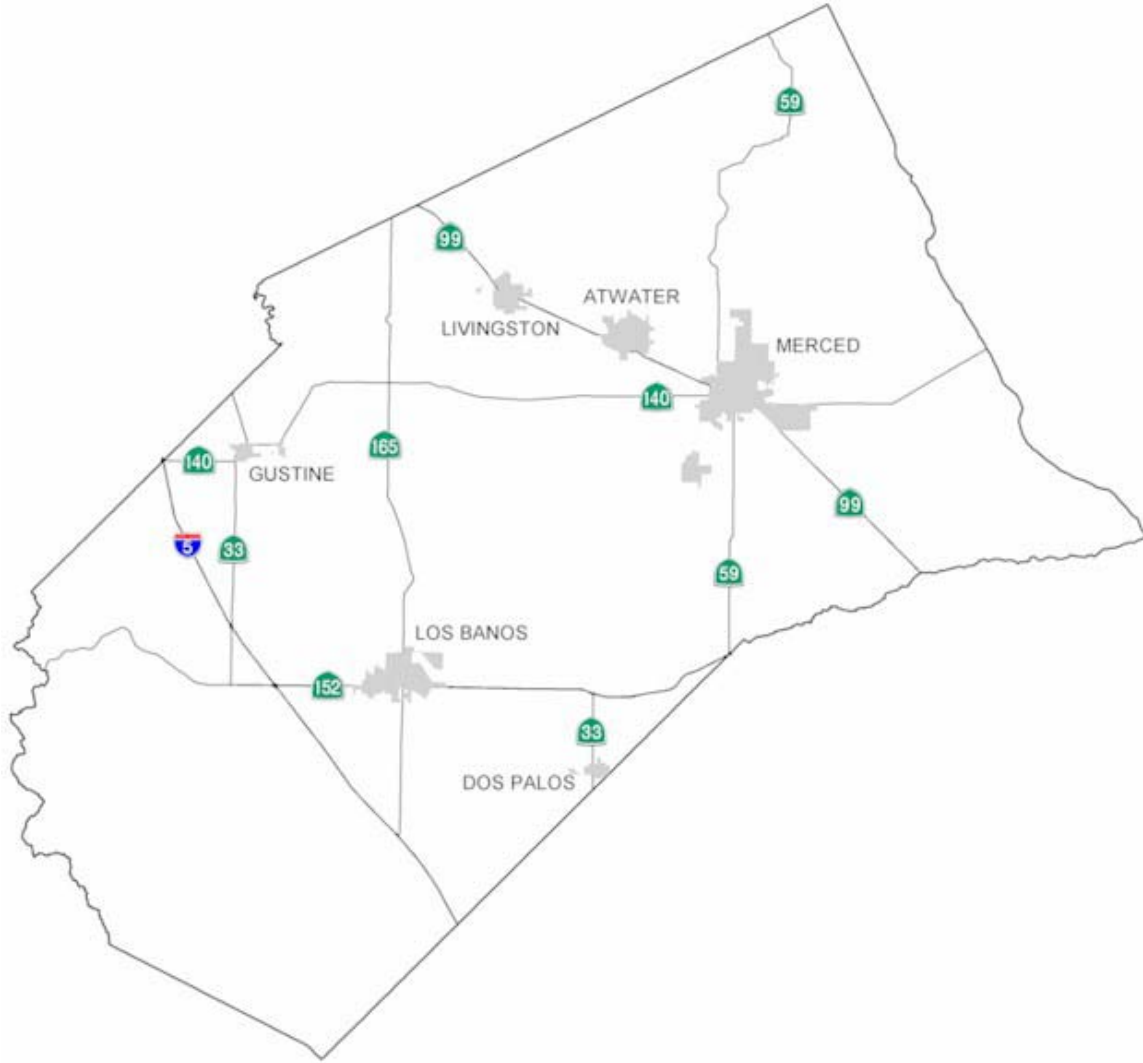 59
99
ATWATER
LIVINGSTON
MERCED
140
165
140
GUSTINE
99
5
33
59
LOS BANOS
152
33
DOS PALOS